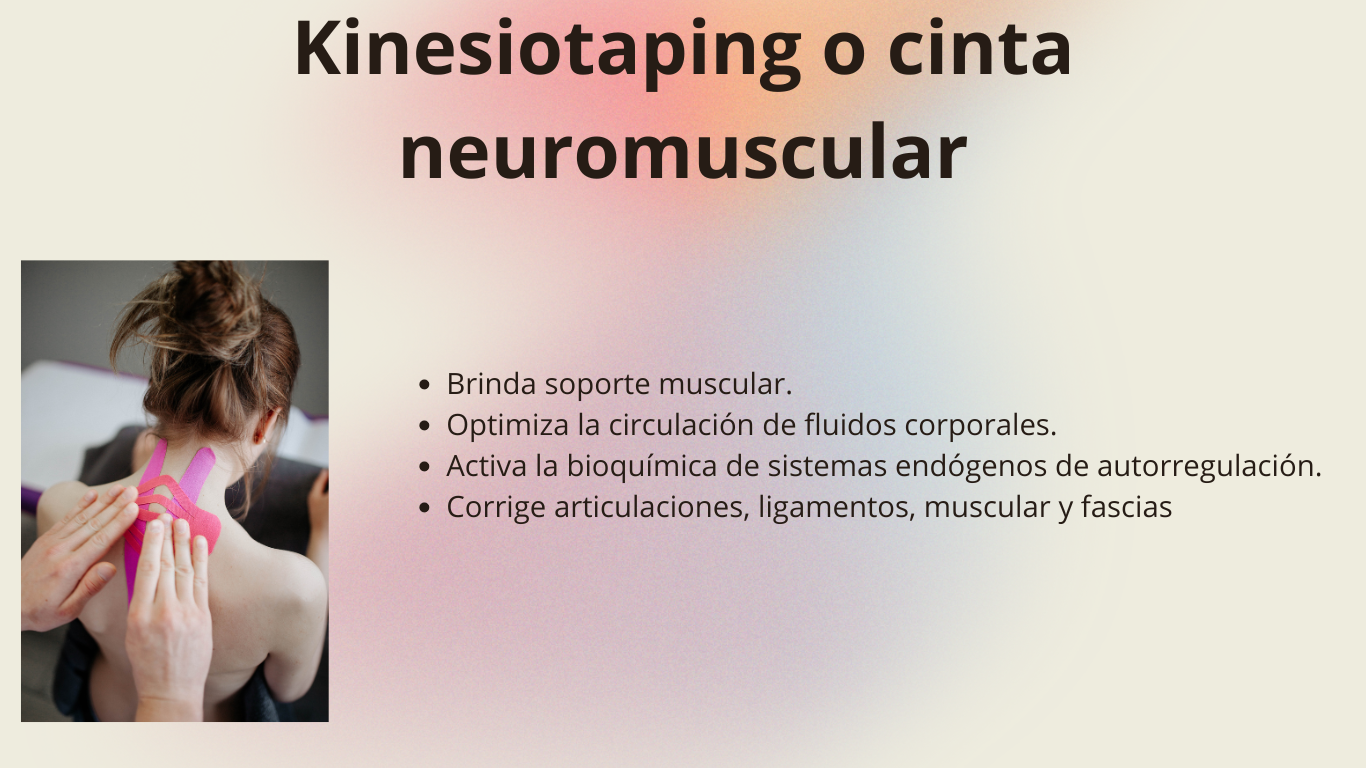 Kinesiotaping o cinta
neuromuscular
• Brinda soporte muscular.
• Optimiza la circulación de fluidos corporales.
• Activa la bioquímica de sistemas endógenos de autorregulación.
• Corrige articulaciones, ligamentos, muscular y fascias